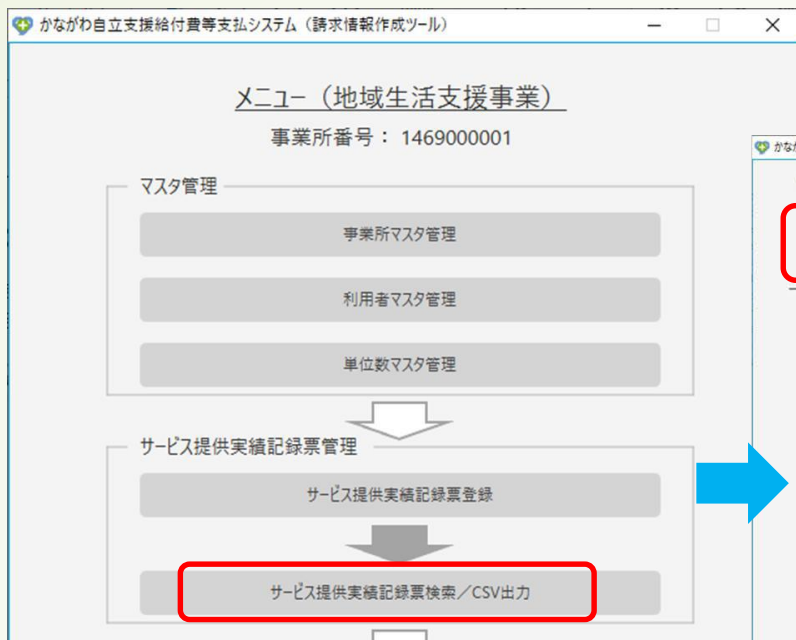 かながわ自立支援給付費等支払システム（請求情報作成ツール）
メニュー（地域生活支援事業）
事業所番号： 1469000001
マスタ管理
事業所マスタ管理
利用者マスタ管理
単位数マスタ管理
サービス提供実績記録票管理
サービス提供実績記録票登録
サービス提供実績記録票検索／CSV出力
かな